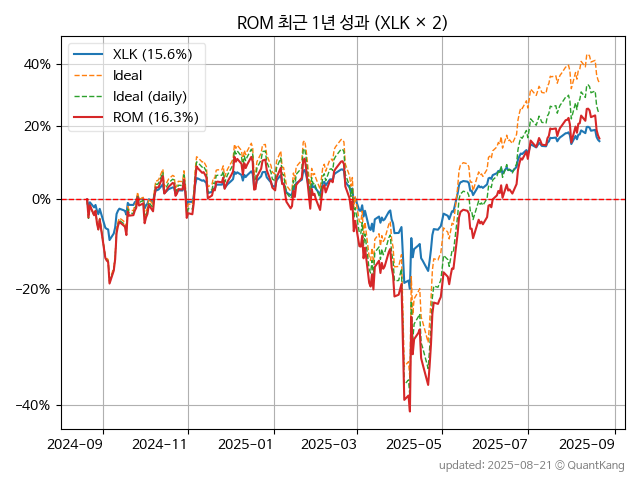 ROM 최근 1년 성과 (XLK × 2)
XLK (15.6%)
Ideal
Ideal (daily)
ROM (16.3%)
40%
20%
0%
−20%
−40%
2024-09 2024-11 2025-01 2025-03 2025-05 2025-07 2025-09
updated: 2025-08-21 © QuantKang